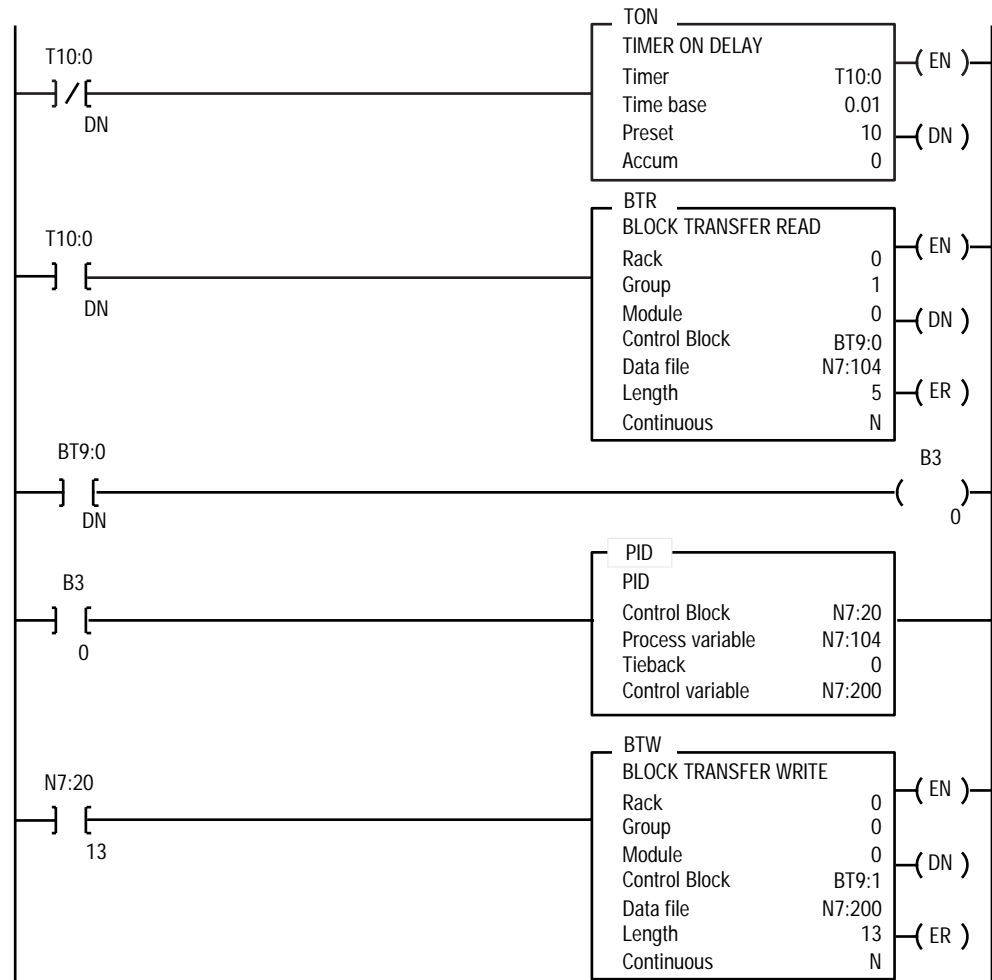 TON
T10:0
TIMER ON DELAY
EN
Timer T10:0
Time base 0.01
DN
Preset 10
DN
Accum 0
BTR
BLOCK TRANSFER READ
T10:0
EN
Rack 0
Group 1
DN
Module 0
DN
Control Block BT9:0
Data file N7:104
Length 5
ER
Continuous N
BT9:0
B3
DN
0
PID
PID
B3
Control Block N7:20
Process variable N7:104
0
Tieback 0
Control variable N7:200
BTW
BLOCK TRANSFER WRITE
N7:20
EN
Rack 0
Group 0
13
Module 0
DN
Control Block BT9:1
Data file N7:200
Length 13
ER
Continuous N